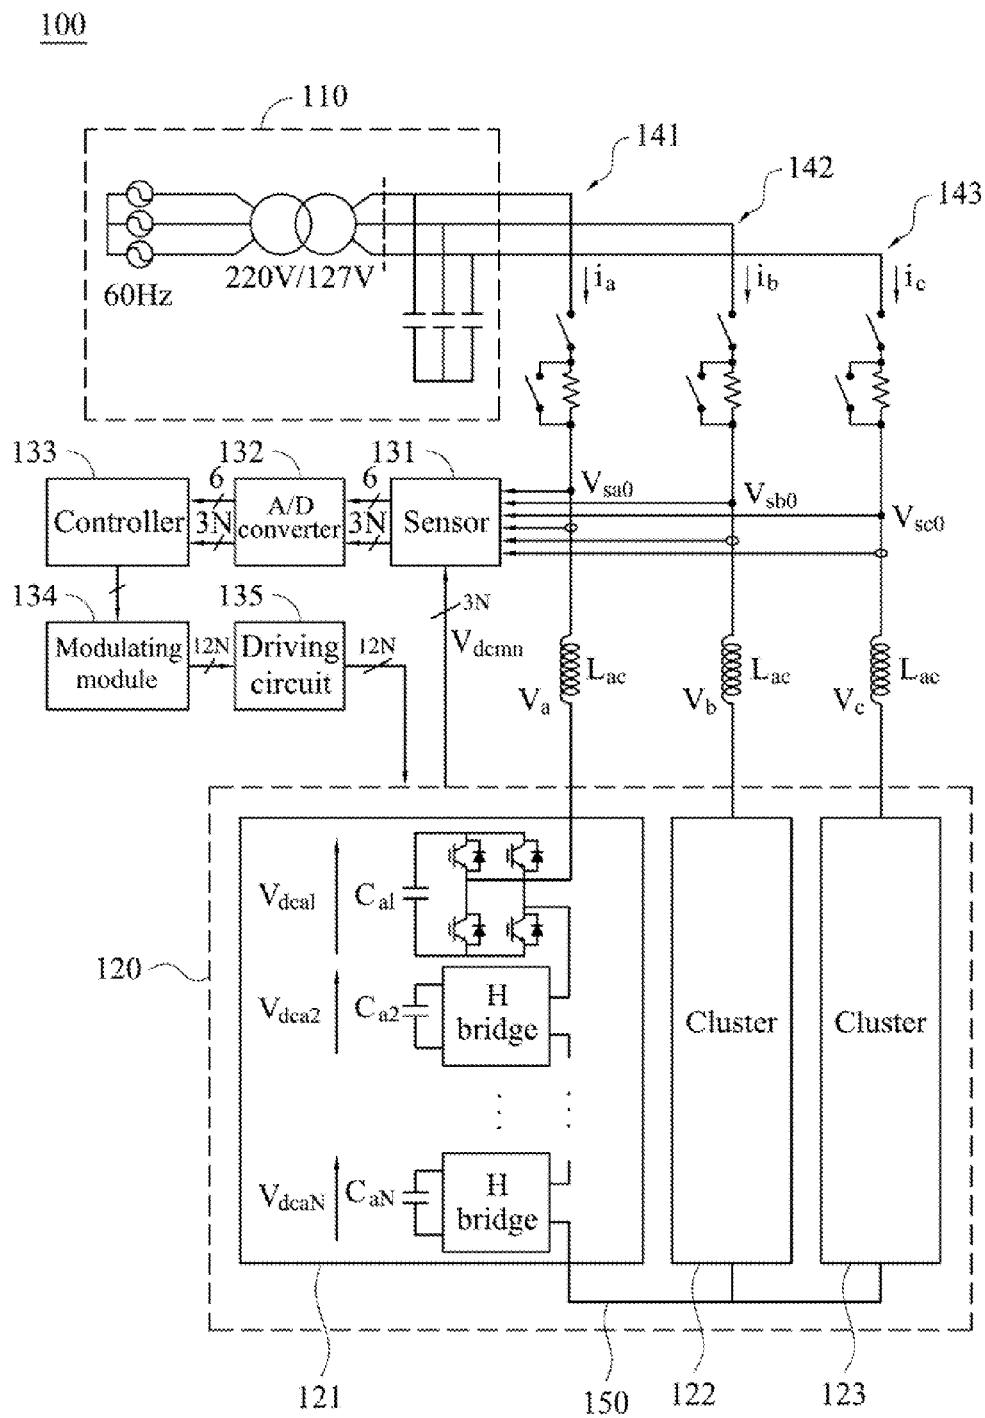 100
110
141
142
143
220V/127V
60Hz
ia
ib
ic
133
132
131
6
6
Controller
3N
A/D
converter
3N
Sensor
Vsa0
Vsb0
Vsc0
134
135
3N
Modulating
module
12N
Driving
circuit
12N
Vdcmn
Lac
Lac
Lac
Va
Vb
Vc
Vdca1
Ca1
120
Vdca2
Ca2
H
bridge
Cluster
Cluster
VdcaN
CaN
H
bridge
121
150
122
123